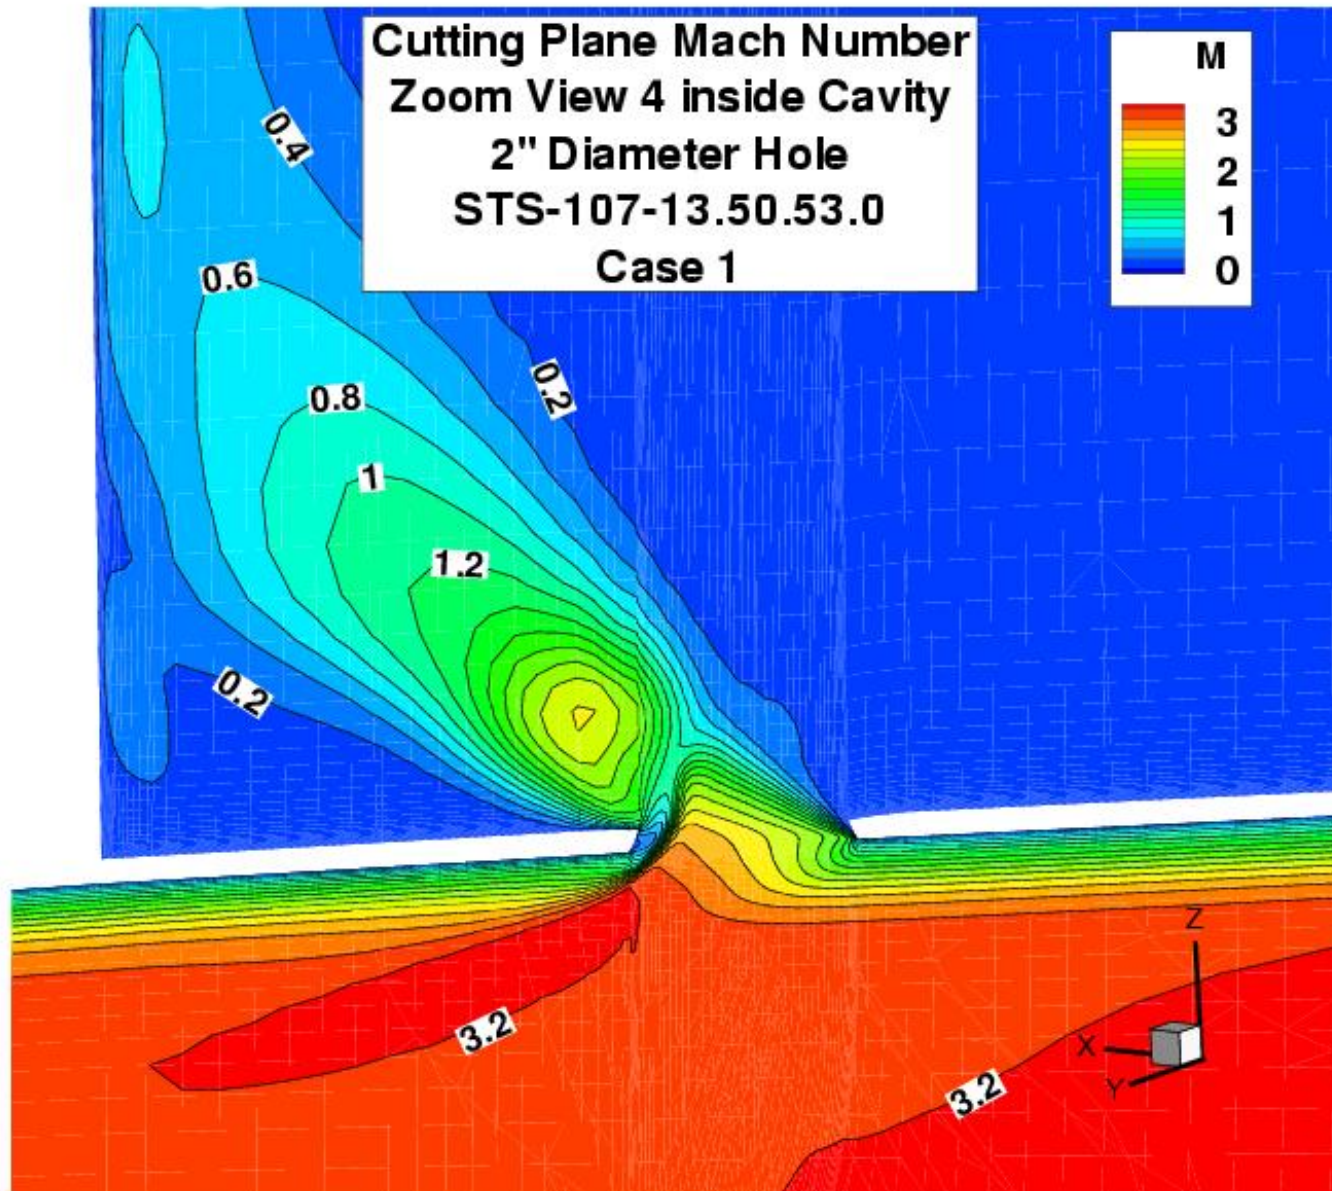 Cutting Plane Mach Number
Zoom View 4 inside Cavity
2" Diameter Hole
STS-107-13.50.53.0
Case 1
M
3
2
1
0
0.4
0.6
0.2
0.8
1
1.2
0.2
3.2
3.2
Z
X
Y